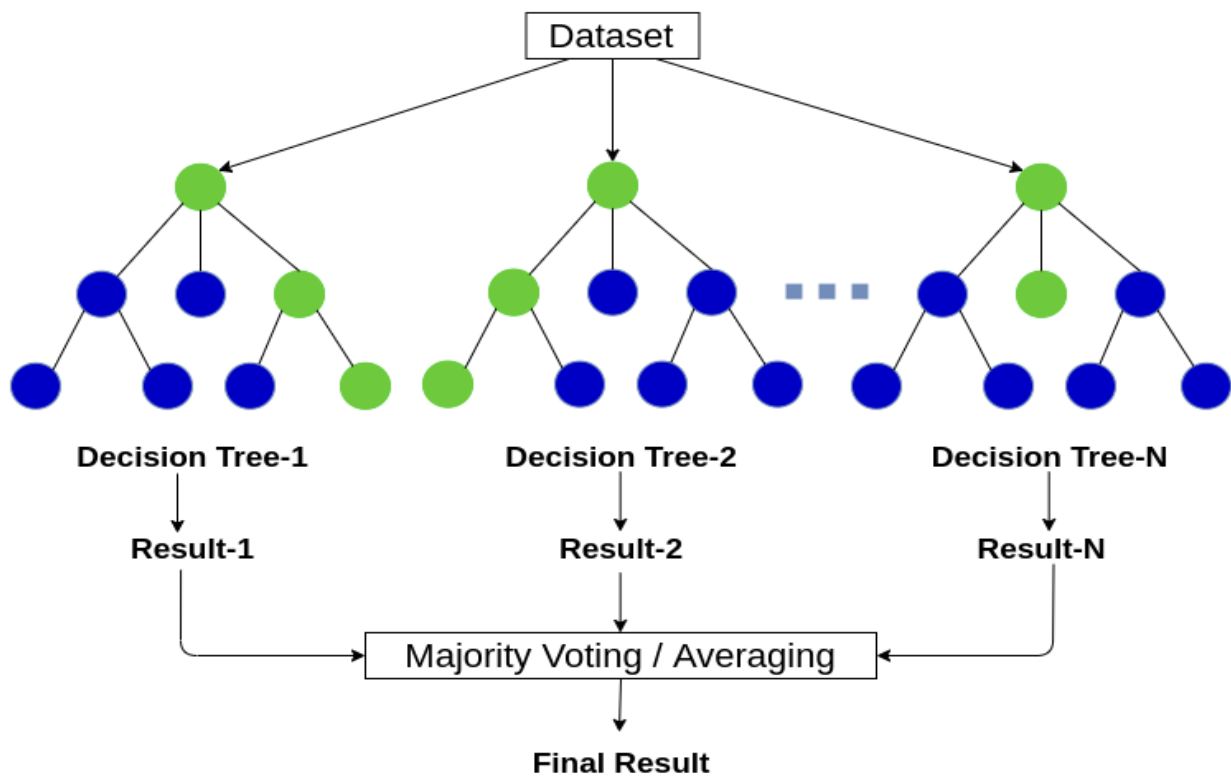 Dataset
Decision Tree-1
Decision Tree-2
Decision Tree-N
Result-1
Result-2
Result-N
Majority Voting / Averaging
Final Result